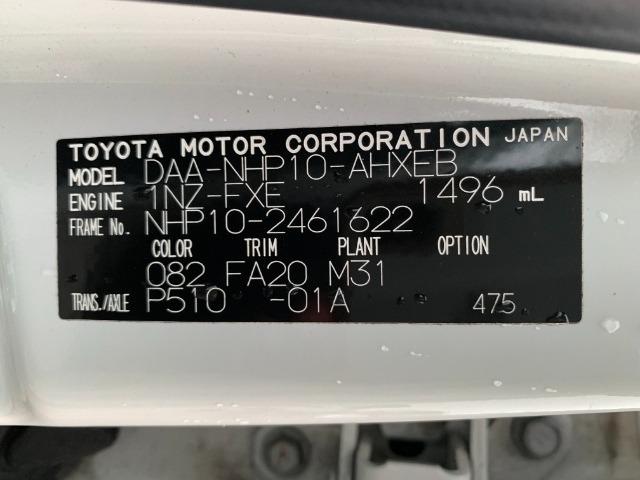 TOYOTA MOTOR CORPORATION JAPAN
MODEL DAA-NHP10-AHXEB
ENGINE 1NZ-FXE 1496 mL
FRAME No. NHP10-2461622
COLOR TRIM PLANT OPTION
082 FA20 M31
TRANS./AXLE P510 -01A 475